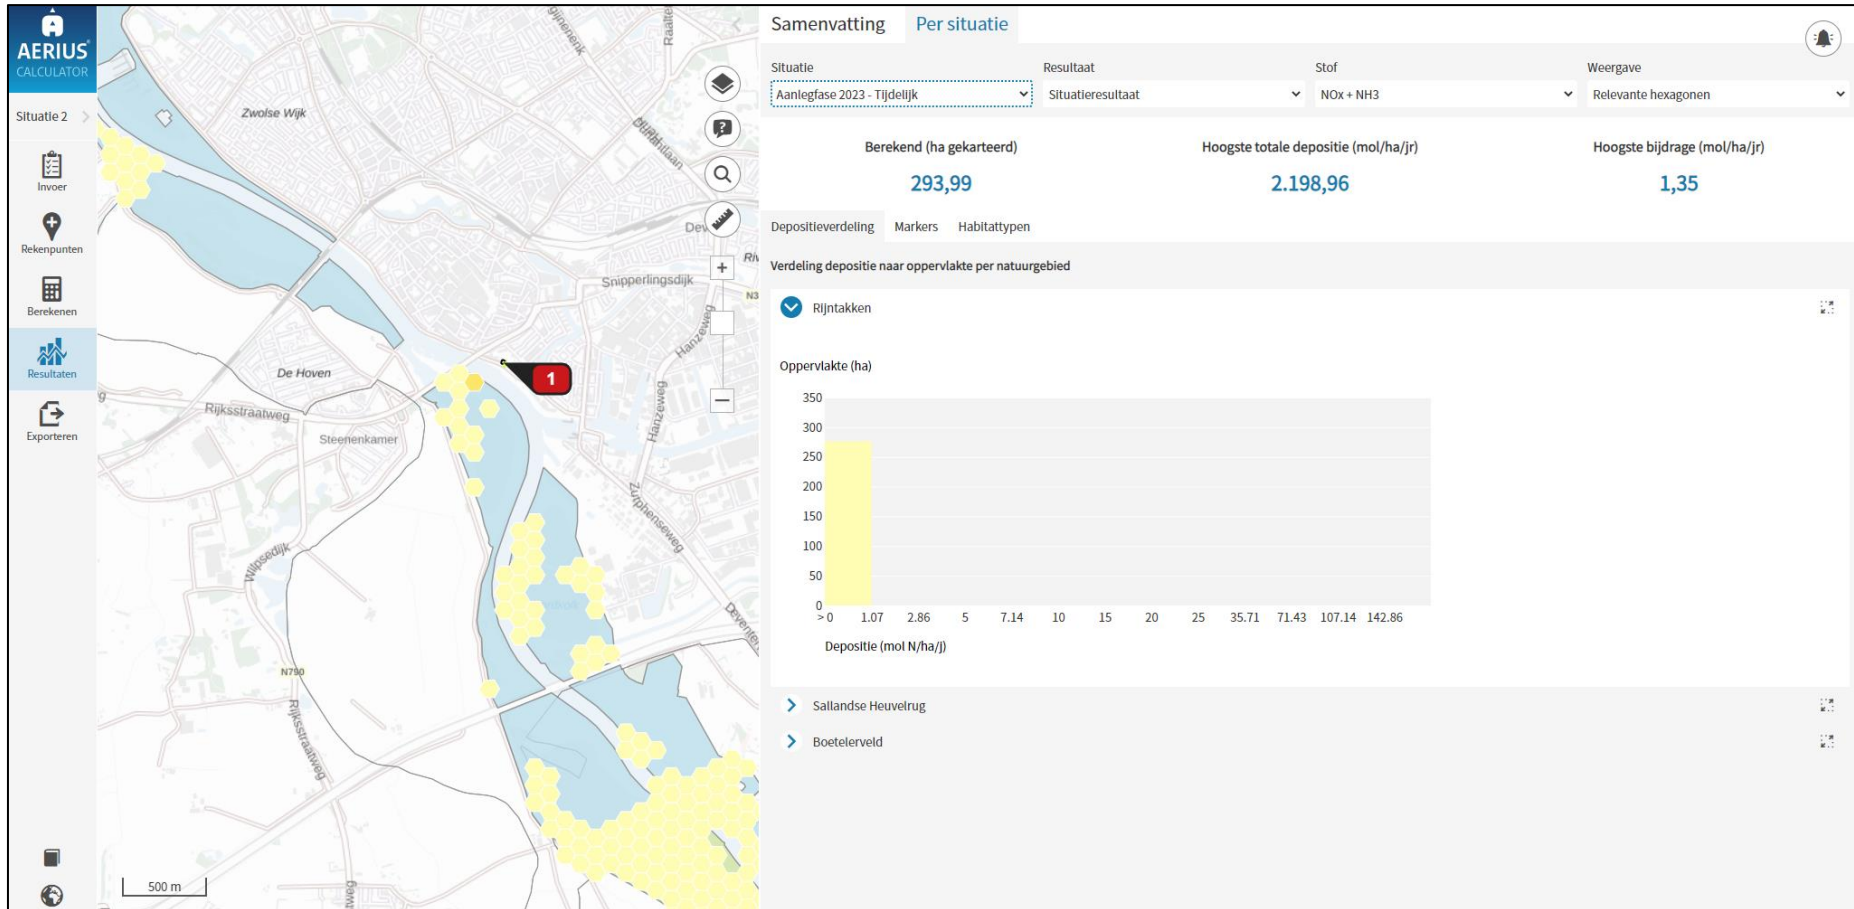 AERIUS
CALCULATOR
Situatie 2
Invoer
Rekenpunten
Berekenen
Resultaten
Exporteren
Raalte
Zwolse Wijk
Snipperlingsdijk
Hanzeweg
Hanzeweg
De Hoven
Rijksstraatweg
Steenenkamer
1
Zutphenseweg
Wilpsedijk
N790
Rijksstraatweg
500 m
Samenvatting
Per situatie
Situatie
Resultaat
Stof
Weergave
Aanlegfase 2023 - Tijdelijk
Situatieresultaat
NOx + NH3
Relevante hexagonen
Berekend (ha gekarteerd)
Hoogste totale depositie (mol/ha/jr)
Hoogste bijdrage (mol/ha/jr)
293,99
2.198,96
1,35
Depositieverdeling
Markers
Habitattypen
Verdeling depositie naar oppervlakte per natuurgebied
Rijntakken
Oppervlakte (ha)
350
300
250
200
150
100
50
0
> 0 1.07 2.86 5 7.14 10 15 20 25 35.71 71.43 107.14 142.86
Depositie (mol N/ha/j)
Sallandse Heuvelrug
Boetelerveld